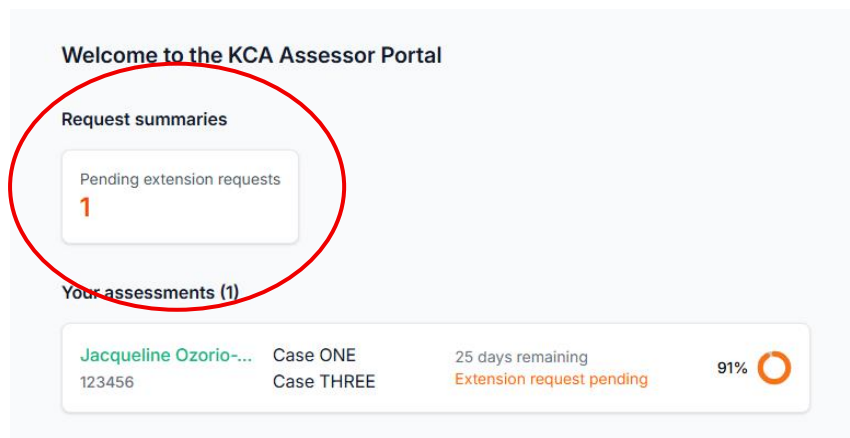 Welcome to the KCA Assessor Portal
Request summaries
Pending extension requests
1
Your assessments (1)
Jacqueline Ozorio-... Case ONE 25 days remaining 91%
123456 Case THREE Extension request pending